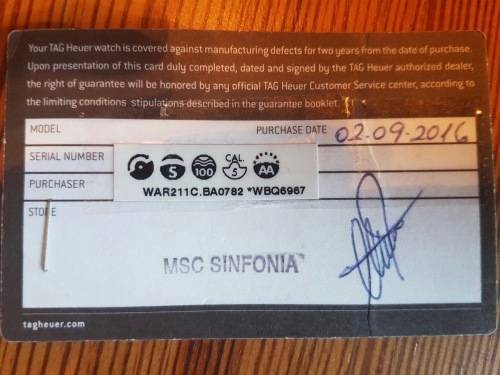 Your TAG Heuer watch is covered against manufacturing defects for two years from the date of purchase.
Upon presentation of this card duly completed, dated and signed by the TAG Heuer authorized dealer,
the right of guarantee will be honored by any official TAG Heuer Customer Service center, according to
the limiting conditions stipulations described in the guarantee booklet.
MODEL PURCHASE DATE 02.09.2016
SERIAL NUMBER
S 100 CAL. 5 AA
PURCHASER
WAR211C.BA0782 *WBQ6967
STORE
MSC SINFONIA
tagheuer.com